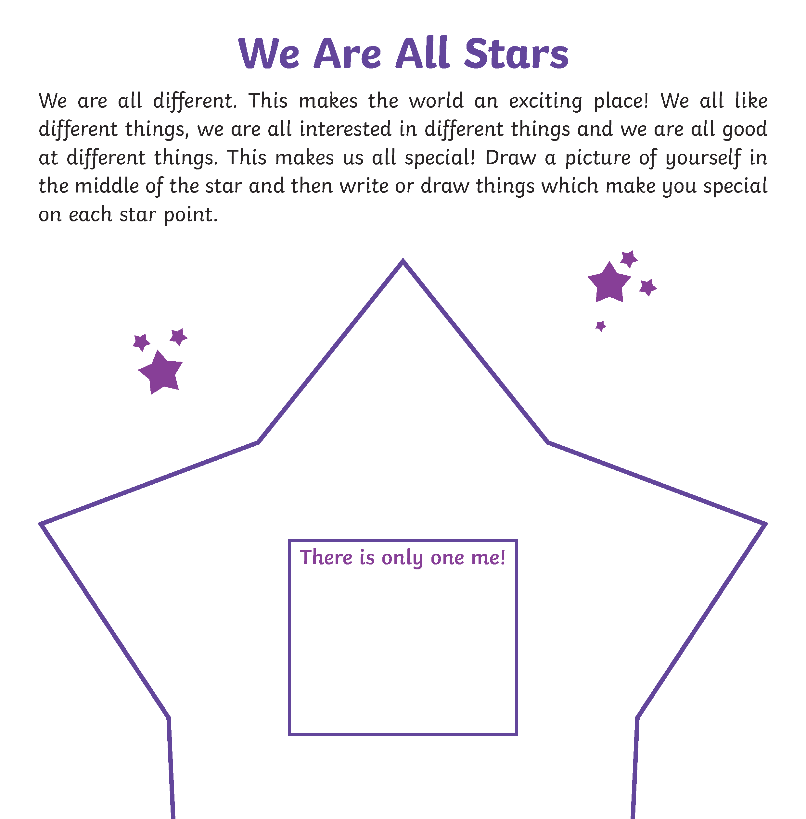 We Are All Stars
We are all different. This makes the world an exciting place! We all like
different things, we are all interested in different things and we are all good
at different things. This makes us all special! Draw a picture of yourself in
the middle of the star and then write or draw things which make you special
on each star point.
There is only one me!